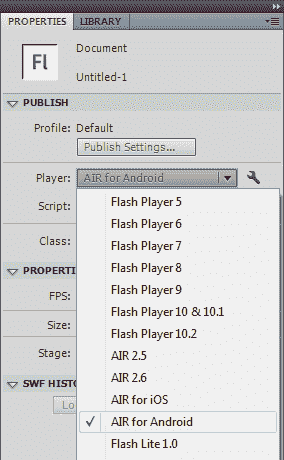 PROPERTIES LIBRARY
Fl
Document
Untitled-1
PUBLISH
Profile: Default
Publish Settings...
Player: AIR for Android
Script:
Class:
PROPERTI
FPS:
Size:
Stage:
SWF HISTO
Lo
Flash Player 5
Flash Player 6
Flash Player 7
Flash Player 8
Flash Player 9
Flash Player 10 & 10.1
Flash Player 10.2
AIR 2.5
AIR 2.6
AIR for iOS
AIR for Android
Flash Lite 1.0